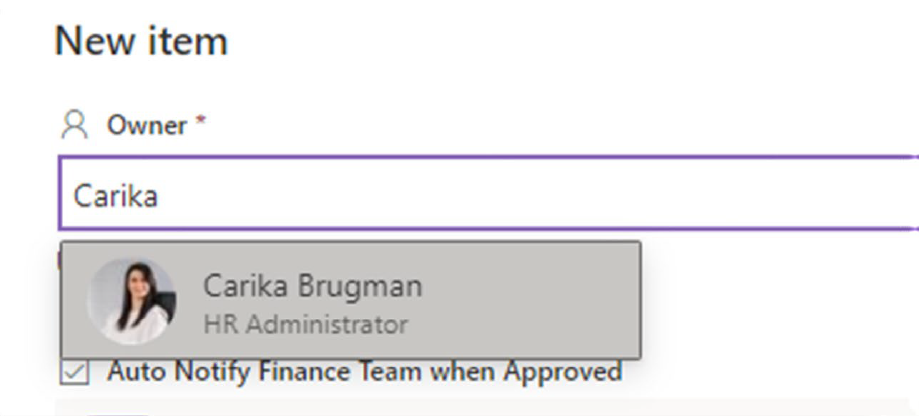 New item
Owner *
Carika
Carika Brugman
HR Administrator
Auto Notify Finance Team when Approved